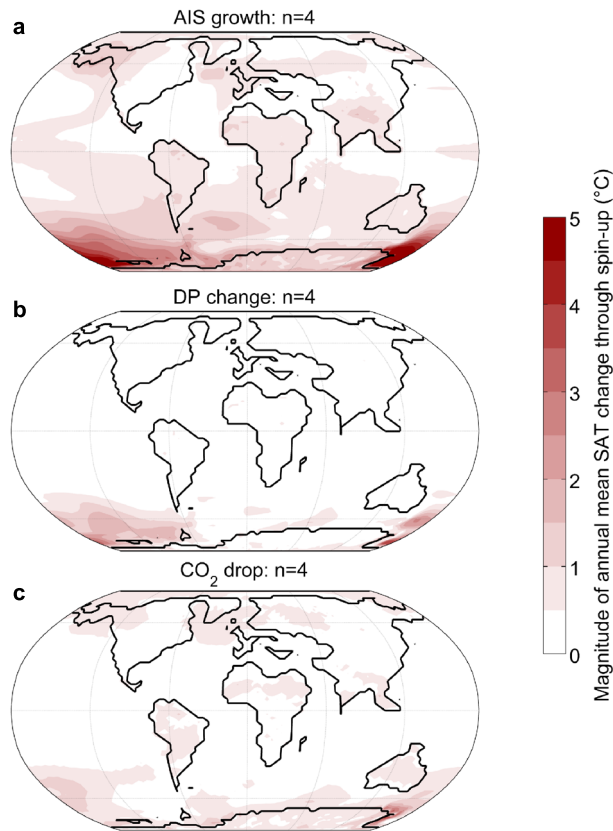 a
AIS growth: n=4
b
DP change: n=4
c
CO₂ drop: n=4
5
4
3
2
1
0
Magnitude of annual mean SAT change through spin-up (°C)